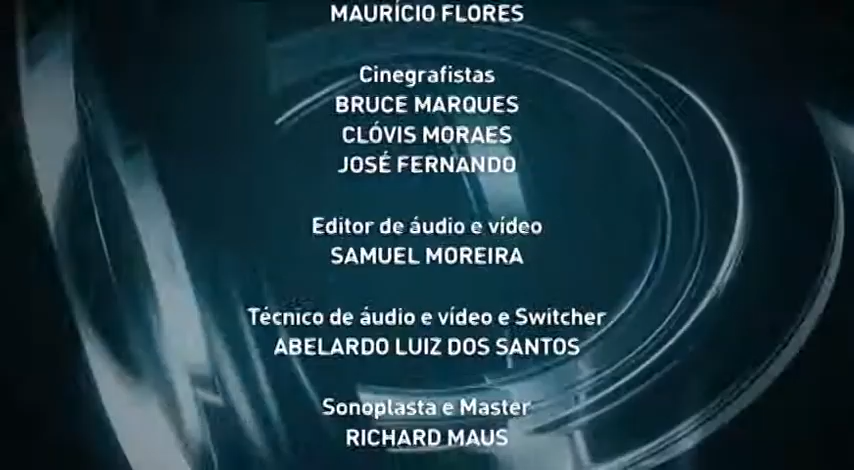 MAURÍCIO FLORES
Cinegrafistas
BRUCE MARQUES
CLÓVIS MORAES
JOSÉ FERNANDO
Editor de áudio e vídeo
SAMUEL MOREIRA
Técnico de áudio e vídeo e Switcher
ABELARDO LUIZ DOS SANTOS
Sonoplasta e Master
RICHARD MAUS